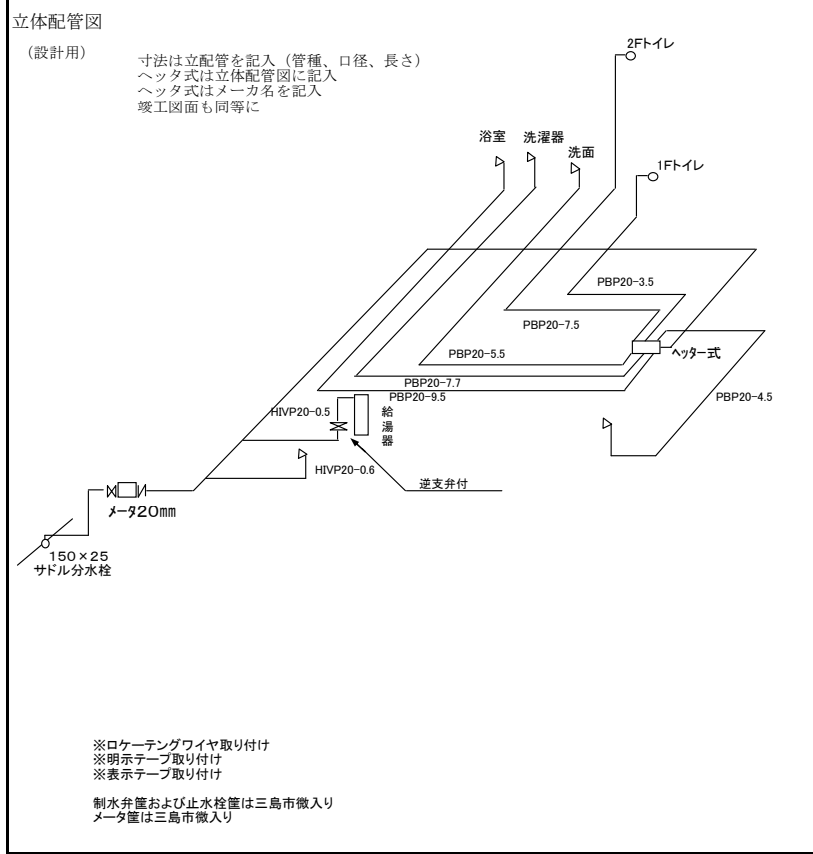 立体配管図
(設計用)
寸法は立配管を記入（管種、口径、長さ）
ヘッタ式は立体配管図に記入
ヘッタ式はメーカ名を記入
竣工図面も同等に
2Fトイレ
浴室
洗濯器
洗面
1Fトイレ
PBP20-3.5
PBP20-7.5
PBP20-5.5
ヘッター式
PBP20-7.7
PBP20-9.5
PBP20-4.5
HIVP20-0.5
給湯器
HIVP20-0.6
逆支弁付
メータ20mm
150×25
サドル分水栓
※ロケーテングワイヤ取り付け
※明示テープ取り付け
※表示テープ取り付け
制水弁筐および止水栓筐は三島市徴入り
メータ筐は三島市徴入り